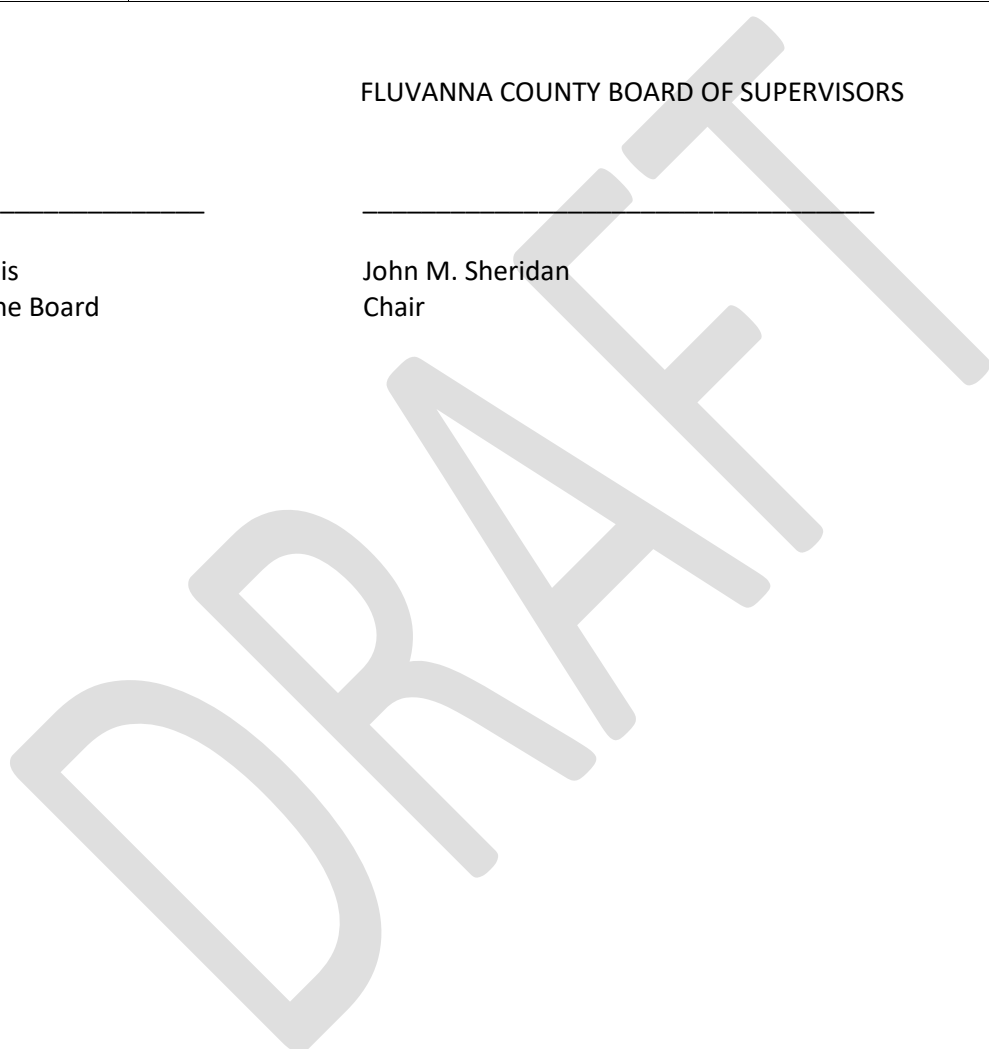 FLUVANNA COUNTY BOARD OF SUPERVISORS
is John M. Sheridan
he Board Chair
DRAFT